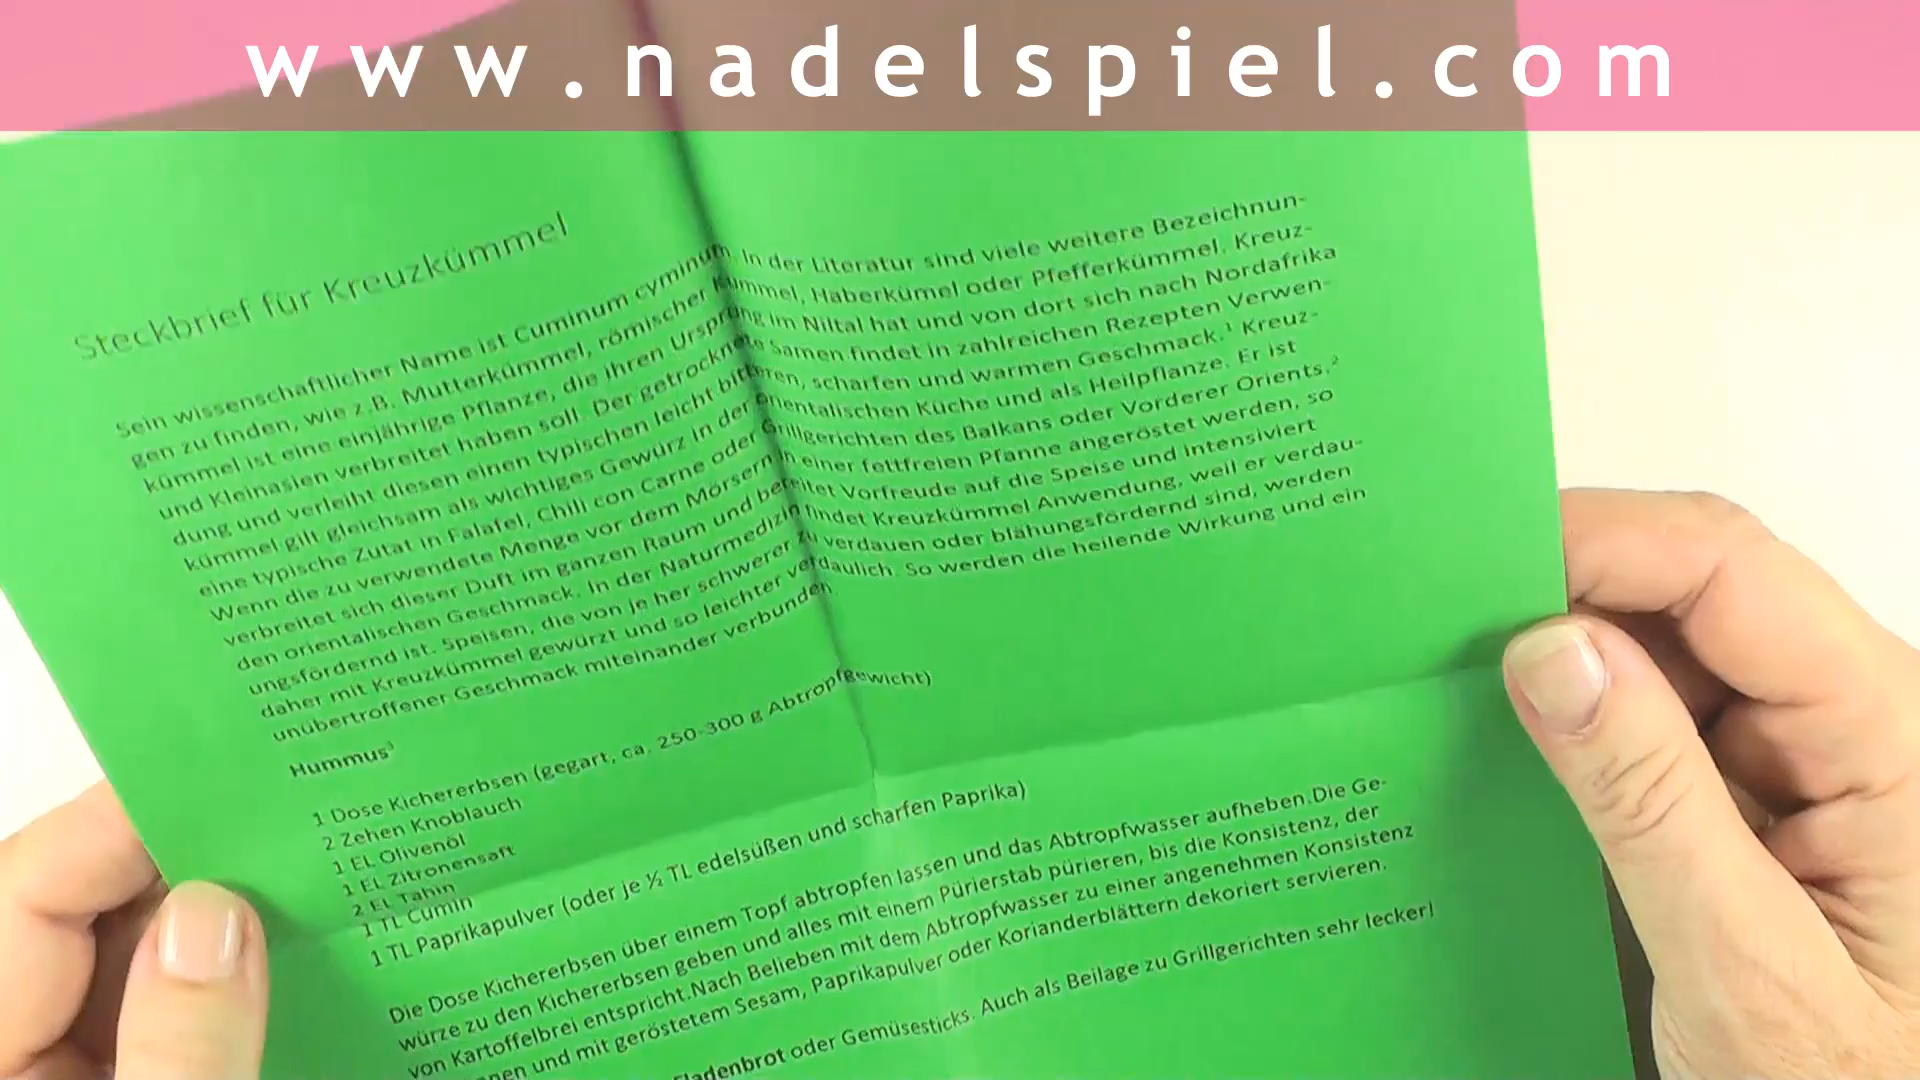 www.nadelspiel.com
Steckbrief für Kreuzkümmel
Sein wissenschaftlicher Name ist Cuminum cyminum. In der Literatur sind viele weitere Bezeichnun-
gen zu finden, wie z.B. Mutterkümmel, römischer Kümmel, Haberkümel oder Pfefferkümmel. Kreuz-
kümmel ist eine einjährige Pflanze, die ihren Ursprung im Niltal hat und von dort sich nach Nordafrika
und Kleinasien verbreitet haben soll. Der getrocknete Samen findet in zahlreichen Rezepten Verwen-
dung und verleiht diesen einen typischen leicht bitteren, scharfen und warmen Geschmack.¹ Kreuz-
kümmel gilt gleichsam als wichtiges Gewürz in der orientalischen Küche und als Heilpflanze. Er ist
eine typische Zutat in Falafel, Chili con Carne oder Grillgerichten des Balkans oder Vorderer Orients.²
Wenn die zu verwendete Menge vor dem Mörsern in einer fettfreien Pfanne angeröstet werden, so
verbreitet sich dieser Duft im ganzen Raum und bereitet Vorfreude auf die Speise und intensiviert
den orientalischen Geschmack. In der Naturmedizin findet Kreuzkümmel Anwendung, weil er verdau-
ungsfördernd ist. Speisen, die von je her schwerer zu verdauen oder blähungsfördernd sind, werden
daher mit Kreuzkümmel gewürzt und so leichter verdaulich. So werden die heilende Wirkung und ein
unübertroffener Geschmack miteinander verbunden.
Hummus³
1 Dose Kichererbsen (gegart, ca. 250-300 g Abtropfgewicht)
2 Zehen Knoblauch
1 EL Olivenöl
1 EL Zitronensaft
2 EL Tahin
1 TL Cumin
1 TL Paprikapulver (oder je ½ TL edelsüßen und scharfen Paprika)
Die Dose Kichererbsen über einem Topf abtropfen lassen und das Abtropfwasser aufheben.Die Ge-
würze zu den Kichererbsen geben und alles mit einem Pürierstab pürieren, bis die Konsistenz, der
von Kartoffelbrei entspricht.Nach Belieben mit dem Abtropfwasser zu einer angenehmen Konsistenz
und mit geröstetem Sesam, Paprikapulver oder Korianderblättern dekoriert servieren.
Fladenbrot oder Gemüsesticks. Auch als Beilage zu Grillgerichten sehr lecker!